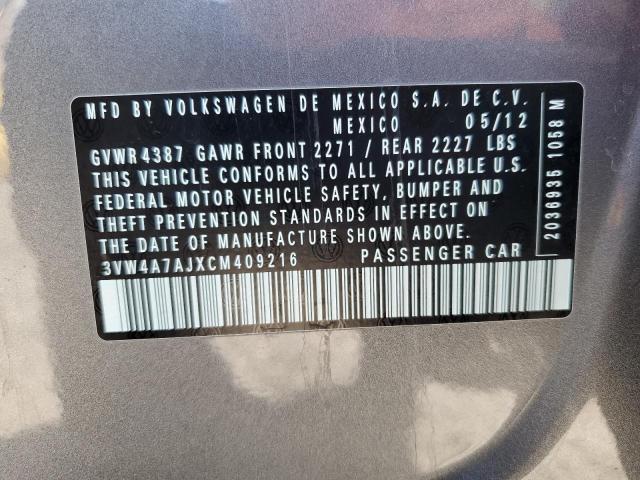 MFD BY VOLKSWAGEN DE MEXICO S.A. DE C.V.
MEXICO 05/12
GVWR 4387 GAWR FRONT 2271 / REAR 2227 LBS
THIS VEHICLE CONFORMS TO ALL APPLICABLE U.S.
FEDERAL MOTOR VEHICLE SAFETY, BUMPER AND
THEFT PREVENTION STANDARDS IN EFFECT ON
THE DATE OF MANUFACTURE SHOWN ABOVE.
3VW4A7AJXCM409216 PASSENGER CAR
2036935 1058 M